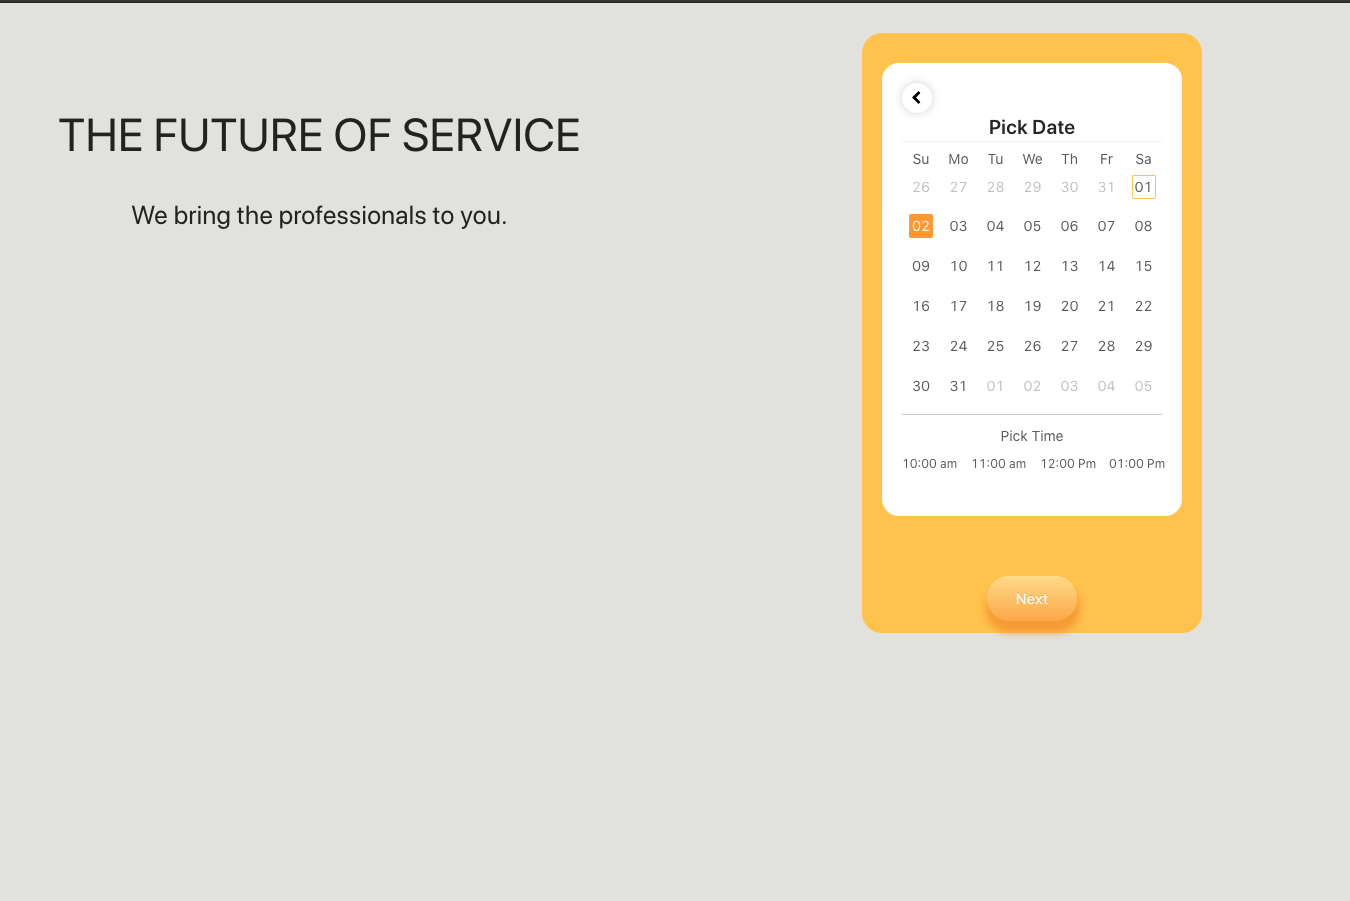 THE FUTURE OF SERVICE
We bring the professionals to you.
Pick Date
Su Mo Tu We Th Fr Sa
26 27 28 29 30 31 01
02 03 04 05 06 07 08
09 10 11 12 13 14 15
16 17 18 19 20 21 22
23 24 25 26 27 28 29
30 31 01 02 03 04 05
Pick Time
10:00 am 11:00 am 12:00 Pm 01:00 Pm
Next